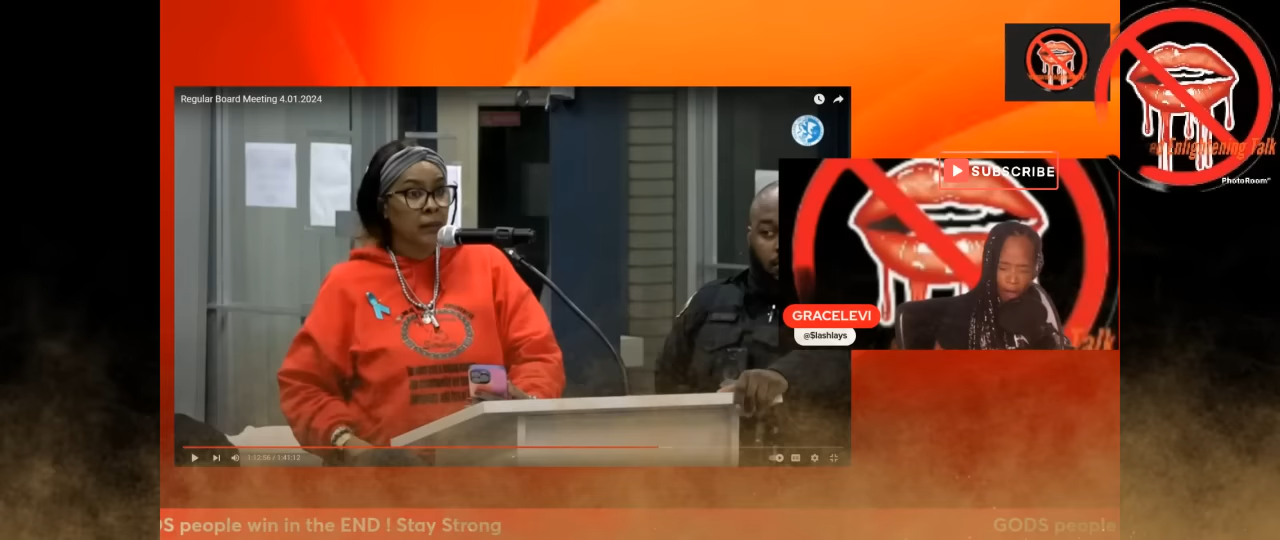 Regular Board Meeting 4.01.2024
Enlightening Talk
PhotoRoom
SUBSCRIBE
GRACELEVI
@$lashlays
Talk
1:12:56 / 1:41:12
S people win in the END ! Stay Strong
GODS people